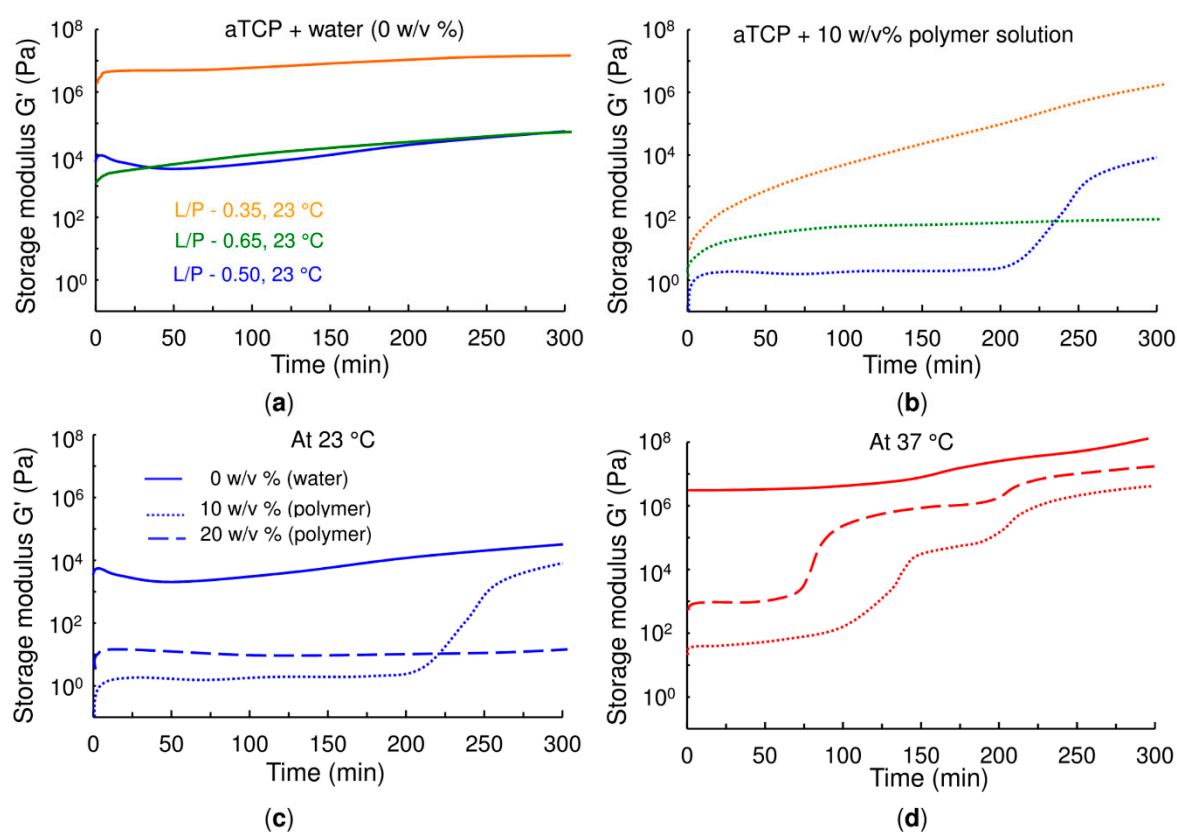 aTCP + water (0 w/v %)
Storage modulus G' (Pa)
10⁸
10⁶
10⁴
10²
10⁰
L/P - 0.35, 23 °C
L/P - 0.65, 23 °C
L/P - 0.50, 23 °C
0 50 100 150 200 250 300
Time (min)
(a)
aTCP + 10 w/v% polymer solution
Storage modulus G' (Pa)
10⁸
10⁶
10⁴
10²
10⁰
0 50 100 150 200 250 300
Time (min)
(b)
At 23 °C
Storage modulus G' (Pa)
10⁸
10⁶
10⁴
10²
10⁰
0 w/v % (water)
10 w/v % (polymer)
20 w/v % (polymer)
0 50 100 150 200 250 300
Time (min)
(c)
At 37 °C
Storage modulus G' (Pa)
10⁸
10⁶
10⁴
10²
10⁰
0 50 100 150 200 250 300
Time (min)
(d)